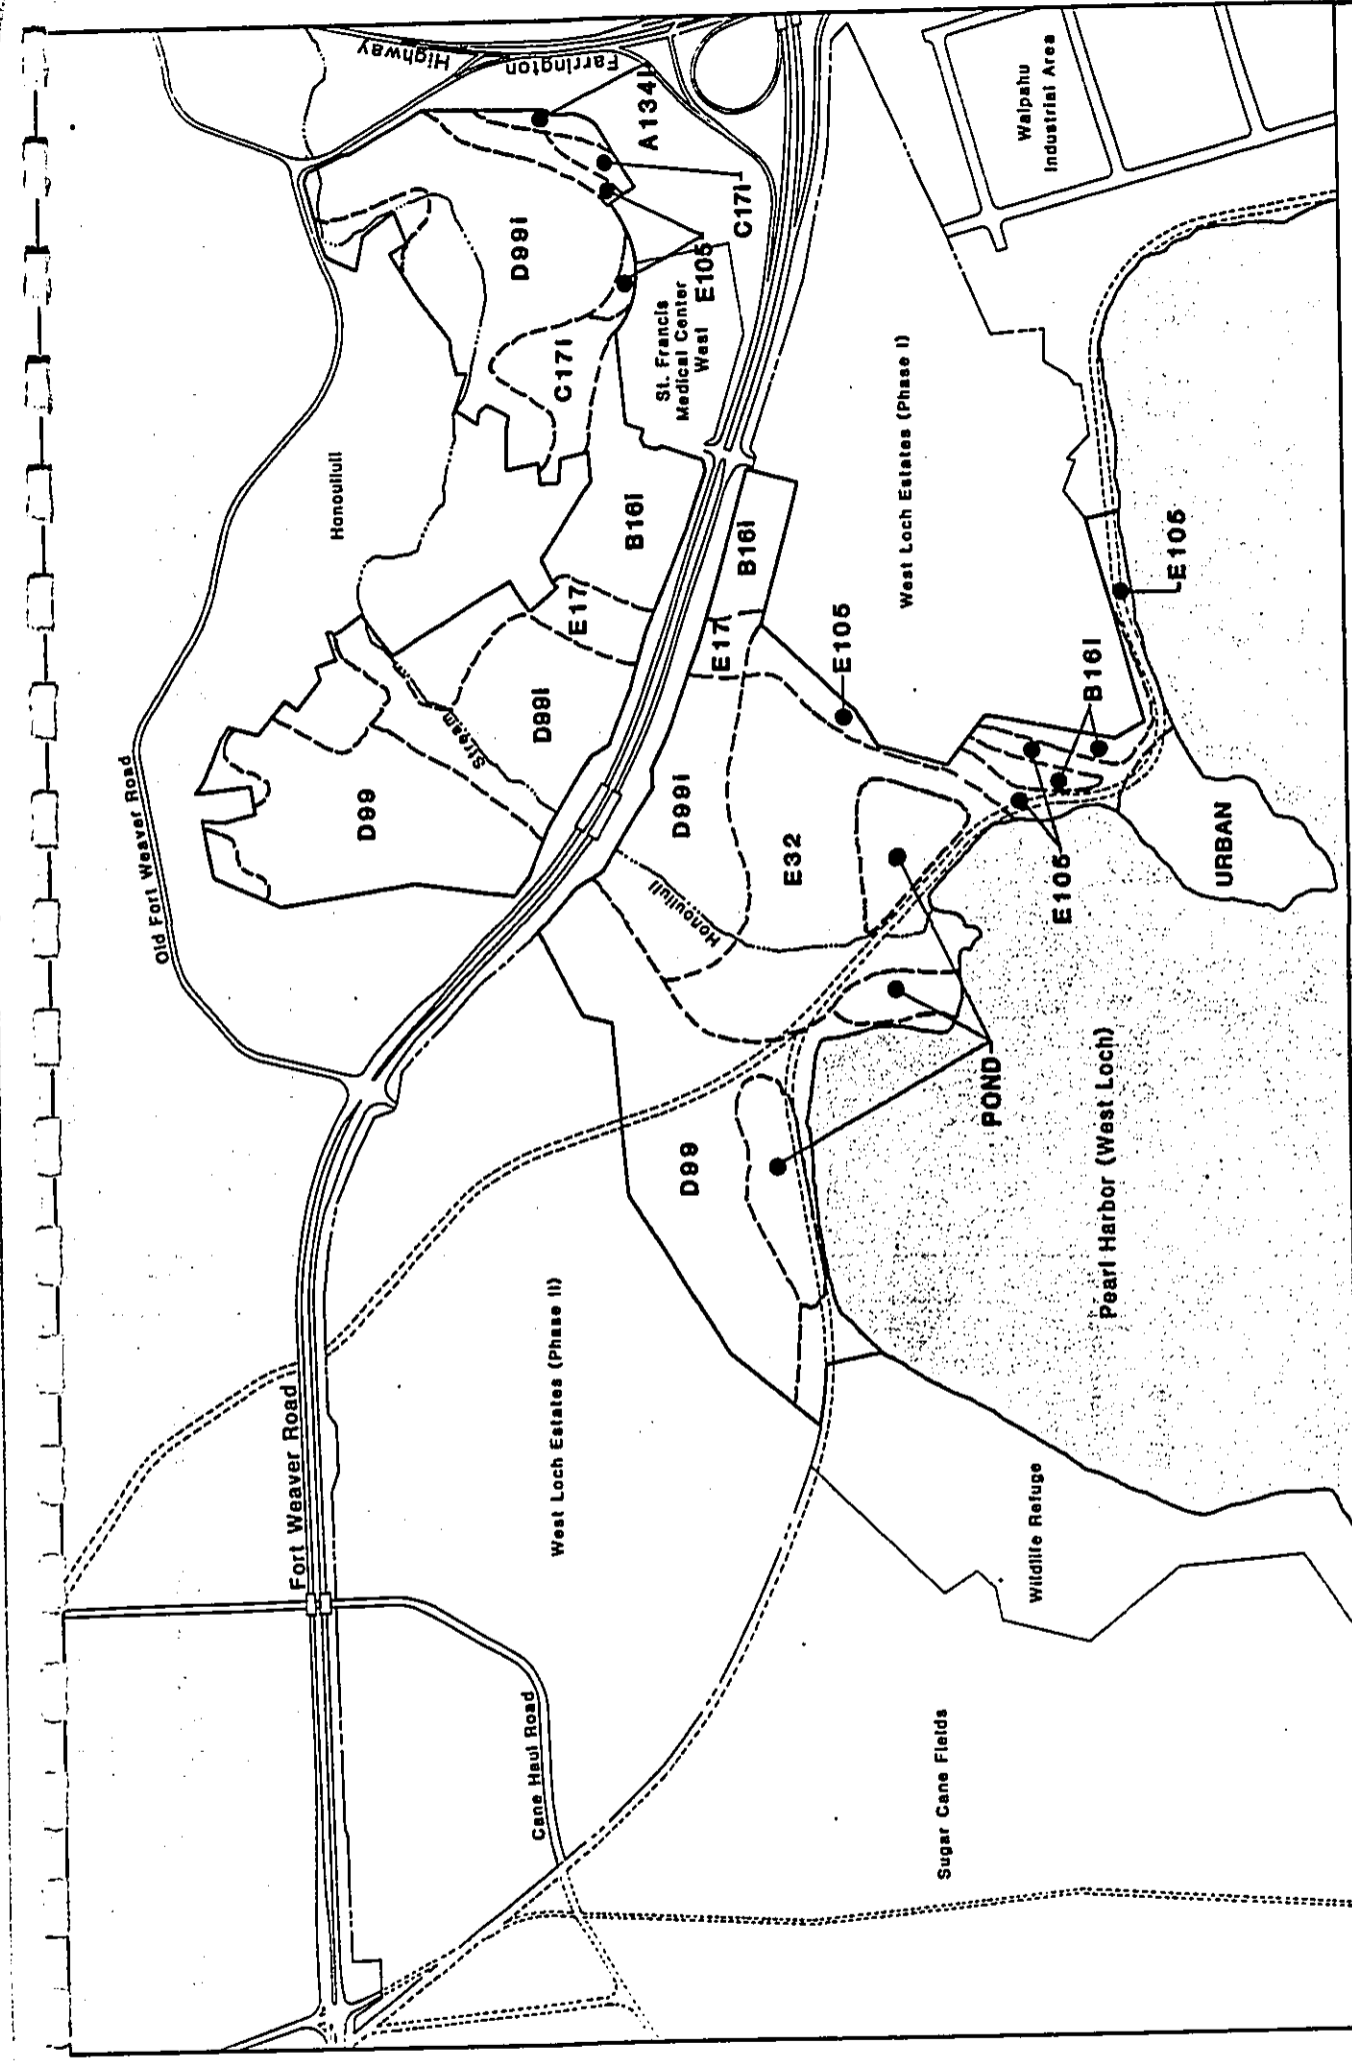 Farrington
Highway
A134I
C17I
E105
D99I
C17I
St. Francis
Medical Center
West
Waipahu
Industrial Area
Honouliuli
B16I
B16I
West Loch Estates (Phase I)
E105
E17
E17
E105
B16I
D99I
Stream
D99
D99I
E32
Honouliuli
E105
URBAN
Old Fort Weaver Road
POND
D99
Pearl Harbor (West Loch)
Fort Weaver Road
West Loch Estates (Phase II)
Wildlife Refuge
Cane Haul Road
Sugar Cane Fields